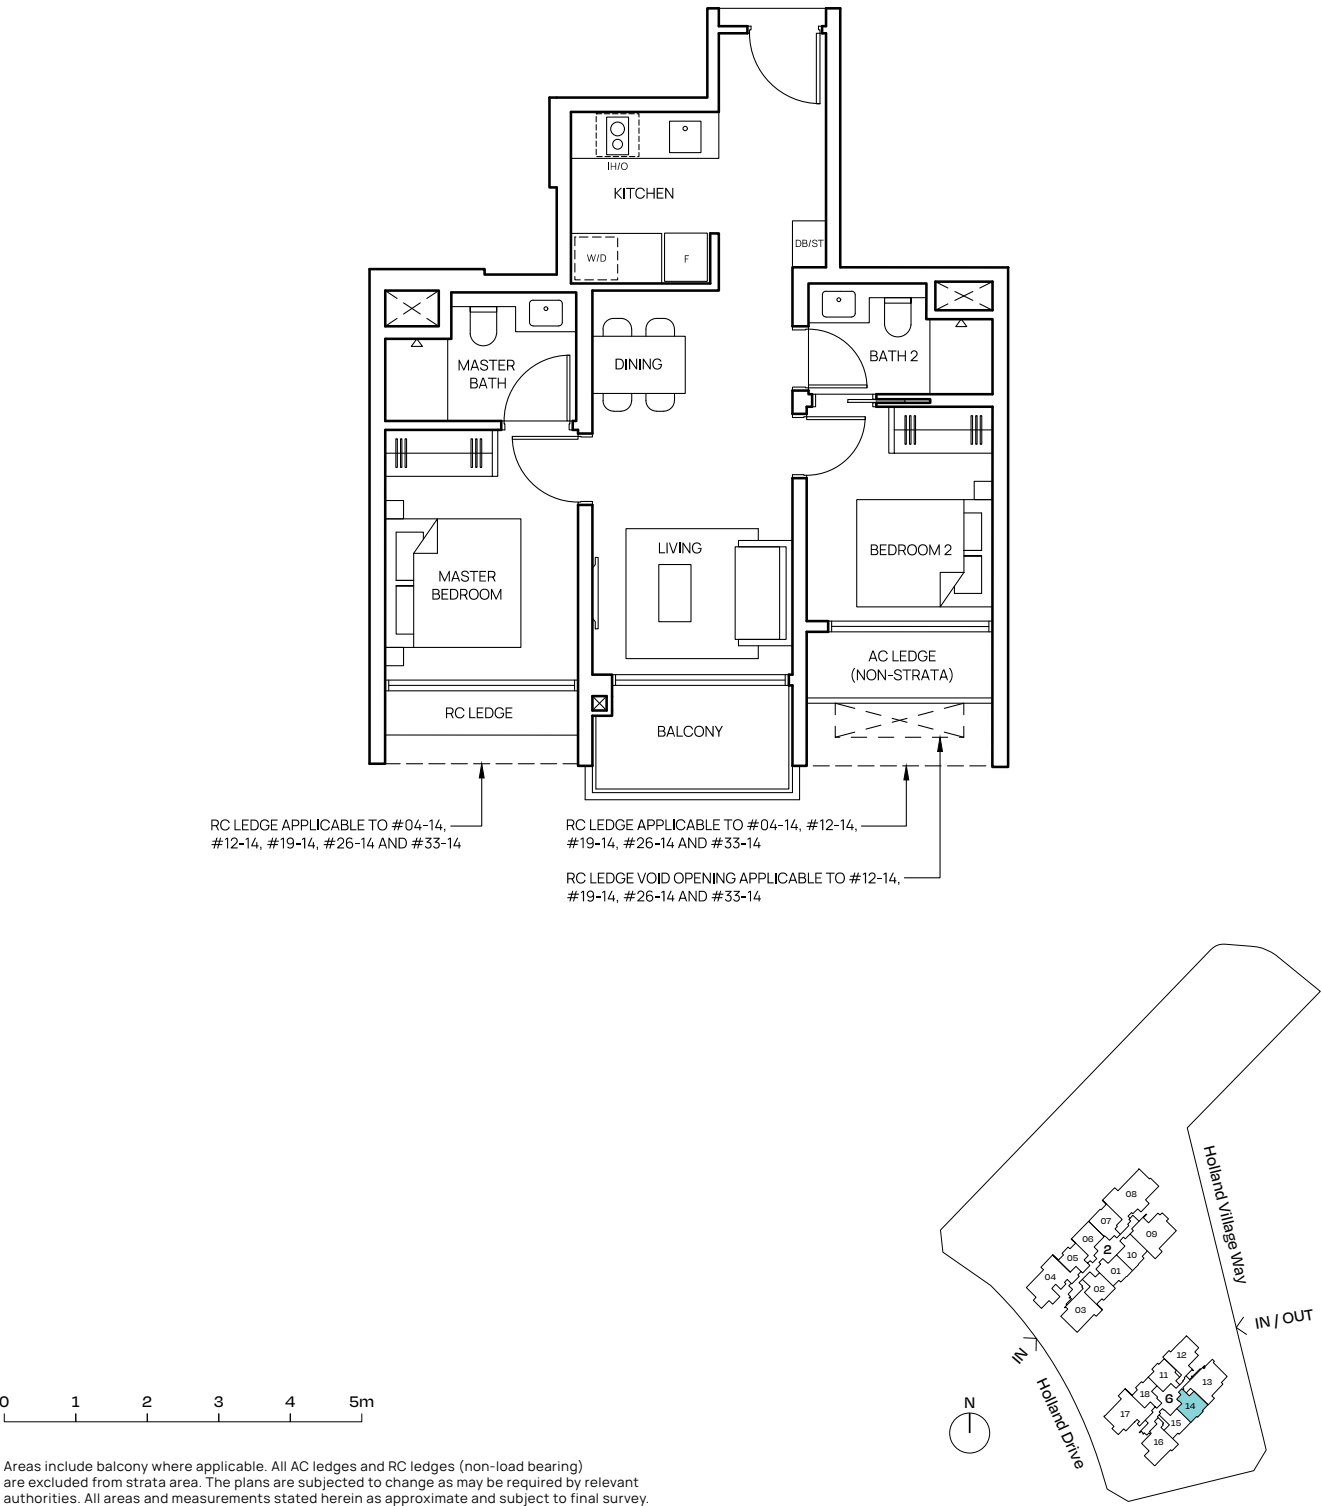 IH/O
KITCHEN
W/D
F
DB/ST
MASTER
BATH
DINING
BATH 2
LIVING
MASTER
BEDROOM
BEDROOM 2
AC LEDGE
(NON-STRATA)
RC LEDGE
BALCONY
RC LEDGE APPLICABLE TO #04-14,
#12-14, #19-14, #26-14 AND #33-14
RC LEDGE APPLICABLE TO #04-14, #12-14,
#19-14, #26-14 AND #33-14
RC LEDGE VOID OPENING APPLICABLE TO #12-14,
#19-14, #26-14 AND #33-14
Holland Village Way
08
07
09
06
2
05
10
04
01
02
03
IN / OUT
IN
Holland Drive
12
11
13
18
6
14
17
15
16
N
0 1 2 3 4 5m
Areas include balcony where applicable. All AC ledges and RC ledges (non-load bearing)
are excluded from strata area. The plans are subjected to change as may be required by relevant
authorities. All areas and measurements stated herein as approximate and subject to final survey.